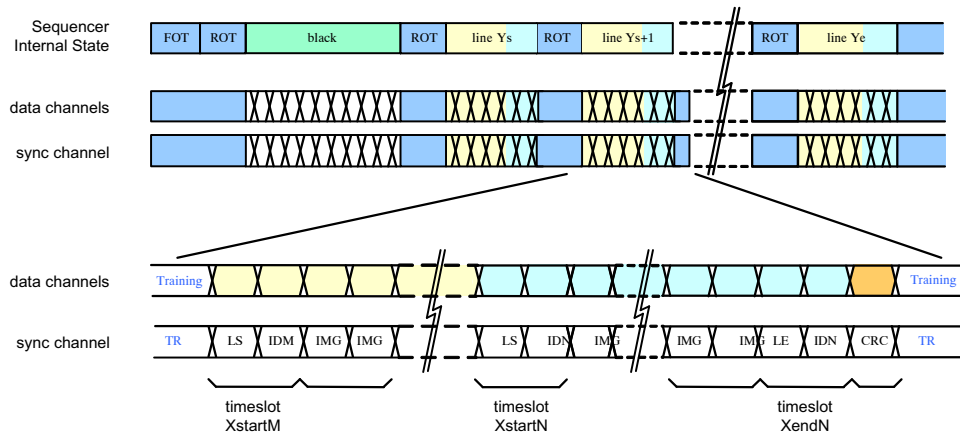 Sequencer
Internal State
FOT ROT black ROT line Ys ROT line Ys+1 ROT line Ye
data channels
sync channel
data channels Training Training
sync channel TR LS IDM IMG IMG LS IDN IMG IMG IMG LE IDN CRC TR
timeslot timeslot timeslot
XstartM XstartN XendN